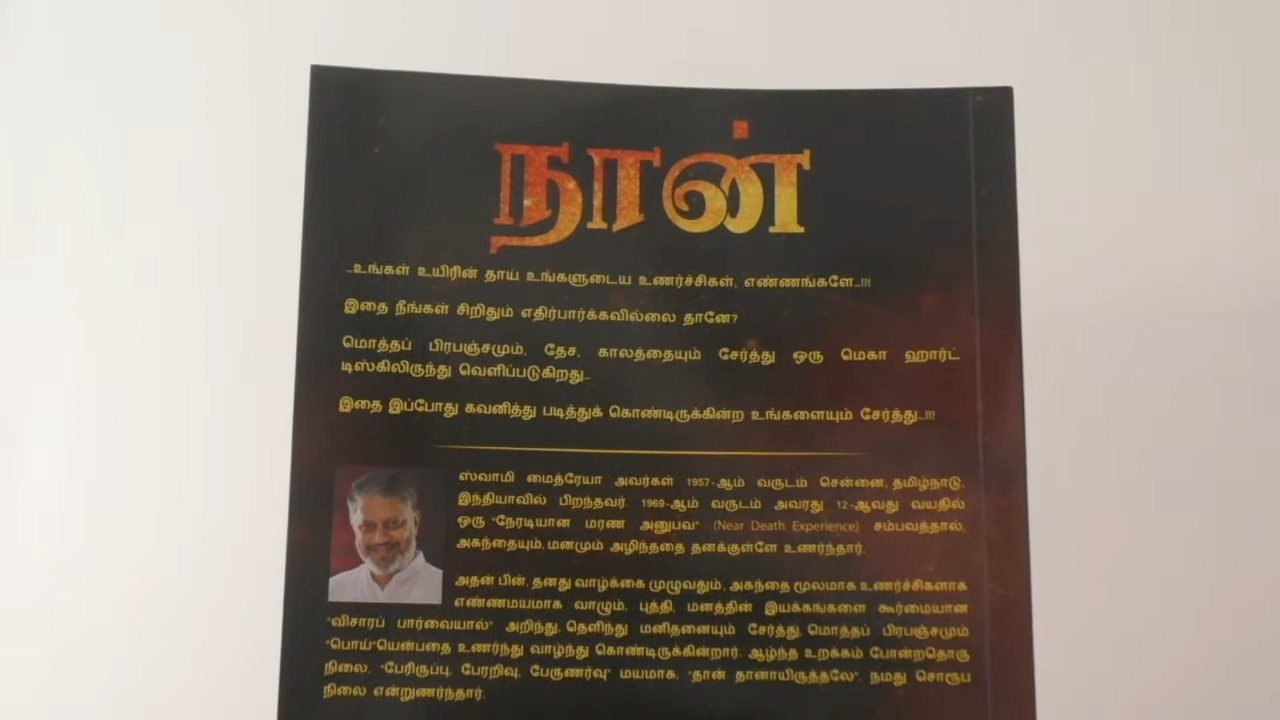 நான்
...உங்கள் உயிரின் தாய் உங்களுடைய உணர்ச்சிகள், எண்ணங்களே...!!!
இதை நீங்கள் சிறிதும் எதிர்பார்க்கவில்லை தானே?
மொத்தப் பிரபஞ்சமும், தேச, காலத்தையும் சேர்த்து ஒரு மெகா ஹார்ட்
டிஸ்கிலிருந்து வெளிப்படுகிறது...
இதை இப்போது கவனித்து படித்துக் கொண்டிருக்கின்ற உங்களையும் சேர்த்து...!!!
ஸ்வாமி மைத்ரேயா அவர்கள் 1957-ஆம் வருடம் சென்னை, தமிழ்நாடு,
இந்தியாவில் பிறந்தவர். 1969-ஆம் வருடம் அவரது 12-ஆவது வயதில்
ஒரு "நேரடியான மரண அனுபவ" (Near Death Experience) சம்பவத்தால்,
அகந்தையும், மனமும் அழிந்ததை தனக்குள்ளே உணர்ந்தார்.
அதன் பின், தனது வாழ்க்கை முழுவதும், அகந்தை மூலமாக உணர்ச்சிகளாக
எண்ணமயமாக வாழும், புத்தி, மனத்தின் இயக்கங்களை கூர்மையான
"விசாரப் பார்வையால்" அறிந்து, தெளிந்து மனிதனையும் சேர்த்து, மொத்தப் பிரபஞ்சமும்
"பொய்"யென்பதை உணர்ந்து வாழ்ந்து கொண்டிருக்கின்றார். ஆழ்ந்த உறக்கம் போன்றதொரு
நிலை. "பேரிருப்பு, பேரறிவு, பேருணர்வு" மயமாக, "தான் தானாயிருத்தலே". நமது சொரூப
நிலை என்றுணர்ந்தார்.